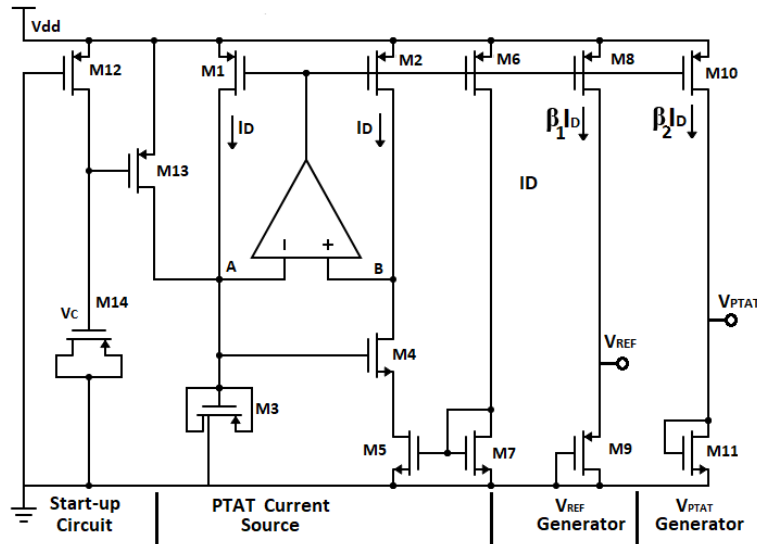 Vdd
M12
M1
M2
M6
M8
M10
ID
ID
β1ID
β2ID
M13
ID
A
B
− +
VC
M14
VPTAT
VREF
M4
M3
M5
M7
M9
M11
Start-up
Circuit
PTAT Current
Source
VREF
Generator
VPTAT
Generator